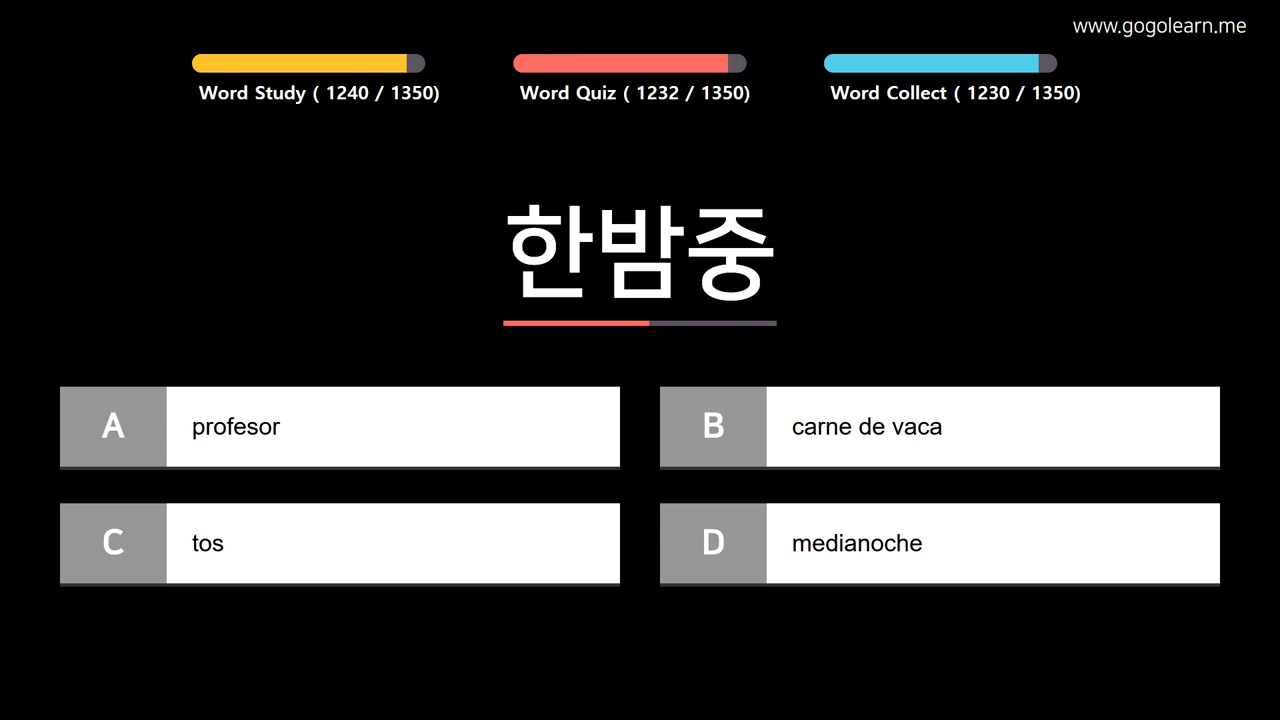 www.gogolearn.me
Word Study ( 1240 / 1350)
Word Quiz ( 1232 / 1350)
Word Collect ( 1230 / 1350)
한밤중
A profesor
B carne de vaca
C tos
D medianoche